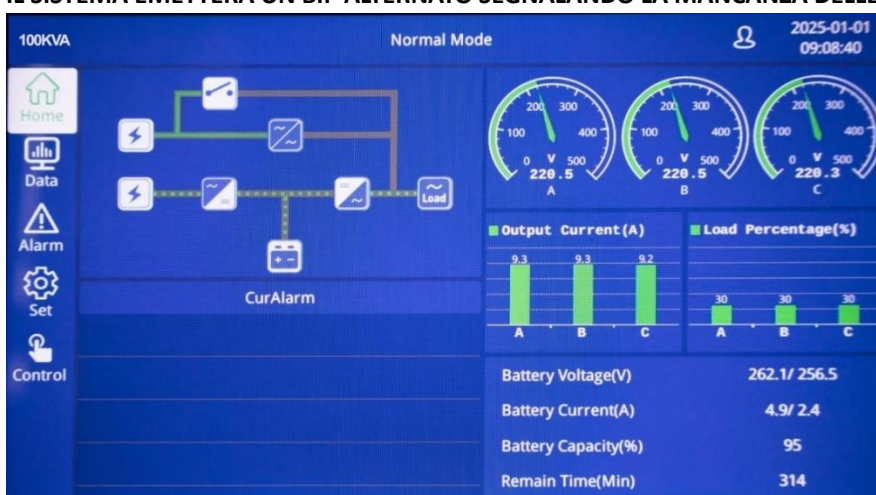 IL SISTEMA EMETTERÀ UN BIP ALTERNATO SEGNALANDO LA MANCANZA DELLE
100KVA
Normal Mode
2025-01-01
09:08:40
Home
Data
Alarm
Set
Control
Load
CurAlarm
0 100 200 300 400 500
V
220.5
A
0 100 200 300 400 500
V
220.5
B
0 100 200 300 400 500
V
220.3
C
Output Current(A)
9.3 9.3 9.2
A B C
Load Percentage(%)
30 30 30
A B C
Battery Voltage(V) 262.1/ 256.5
Battery Current(A) 4.9/ 2.4
Battery Capacity(%) 95
Remain Time(Min) 314